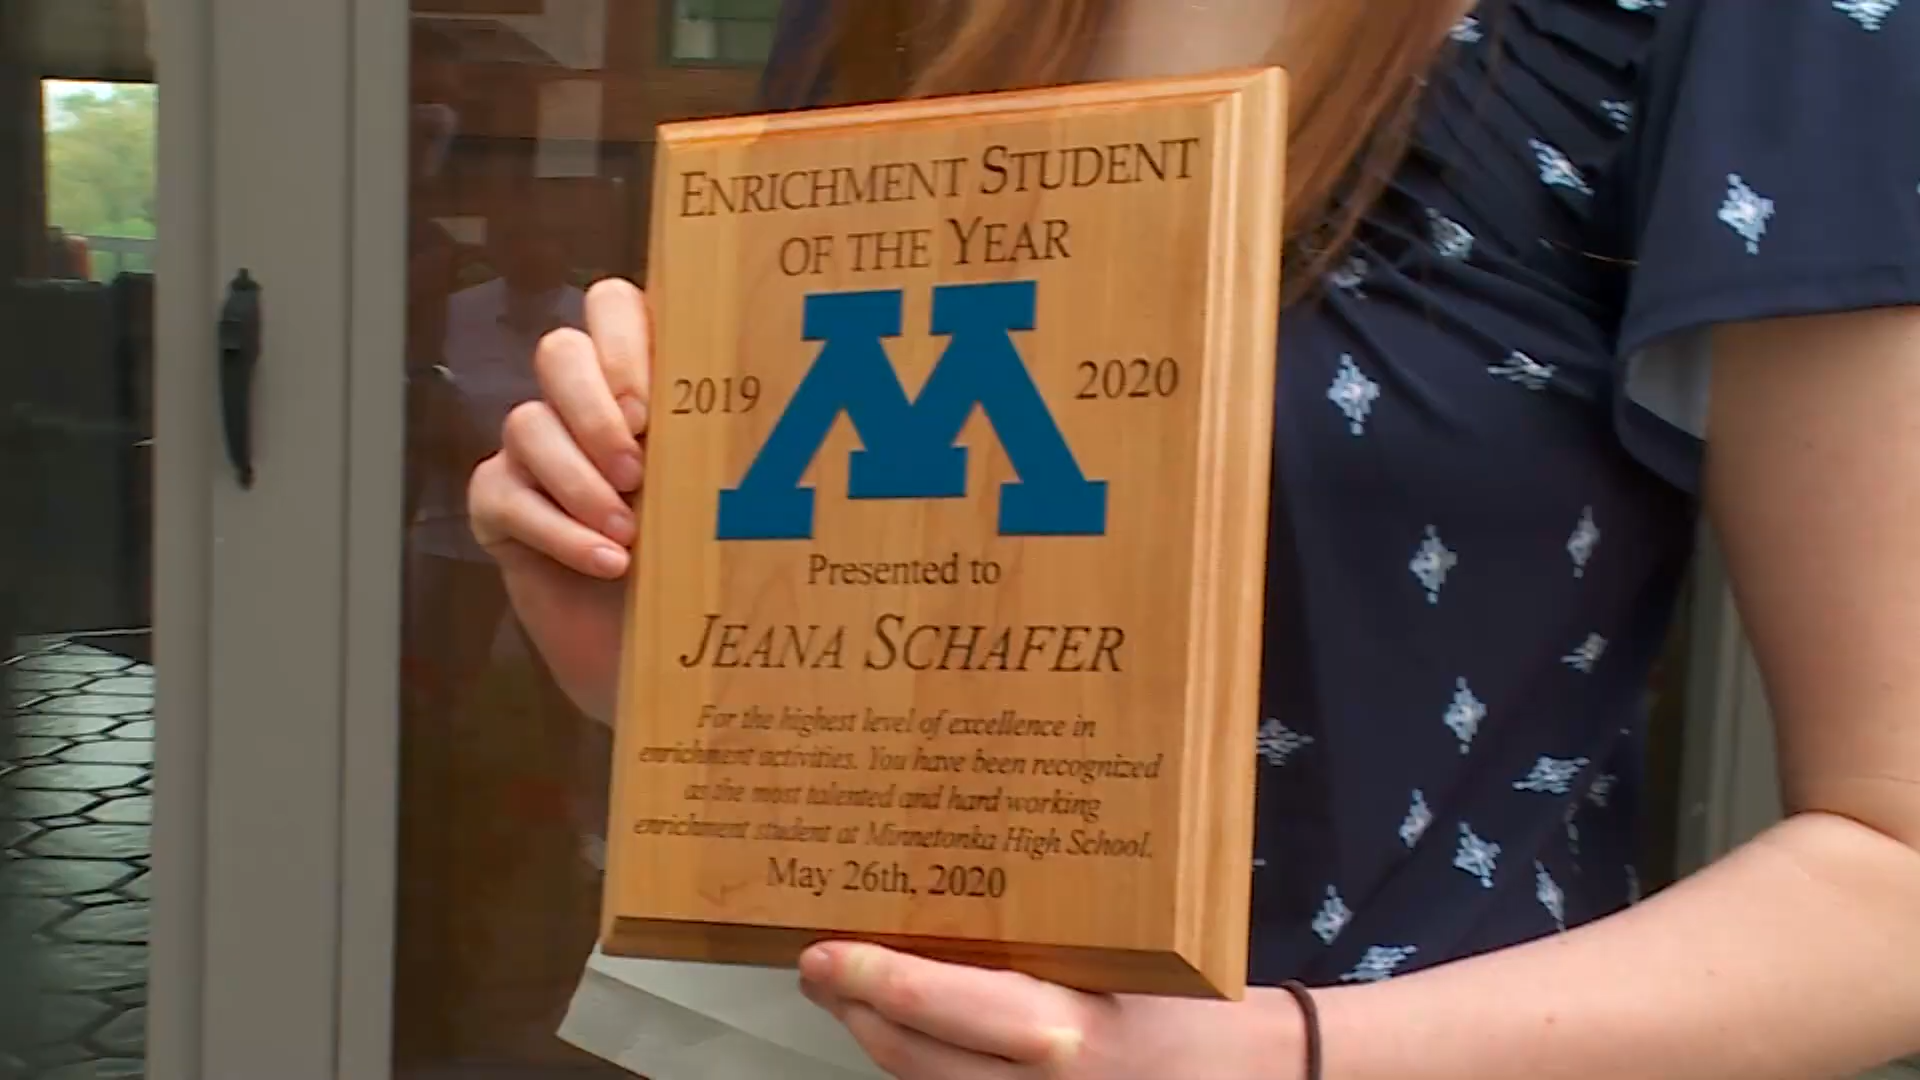 ENRICHMENT STUDENT
OF THE YEAR
M
2019 2020
Presented to
JEANA SCHAFER
For the highest level of excellence in
enrichment activities. You have been recognized
as the most talented and hard working
enrichment student at Minnetonka High School.
May 26th, 2020